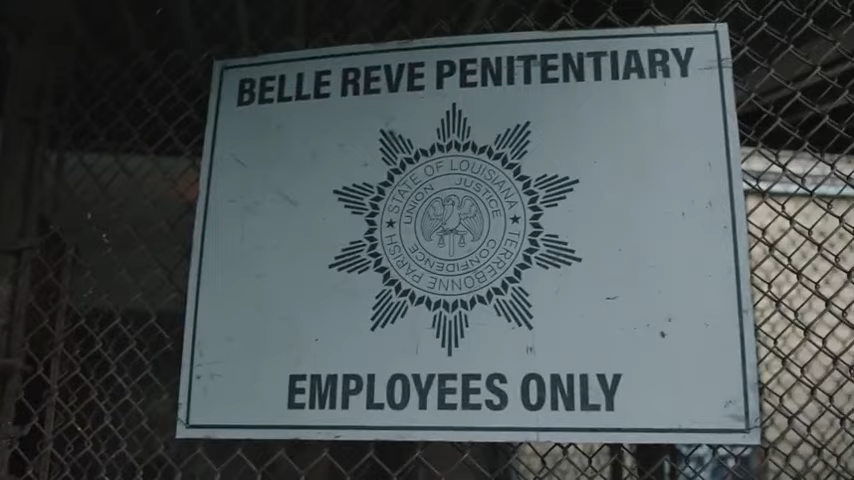 BELLE REVE PENITENTIARY
STATE OF LOUISIANA
UNION JUSTICE
CONFIDENCE
TERREBONNE PARISH
EMPLOYEES ONLY